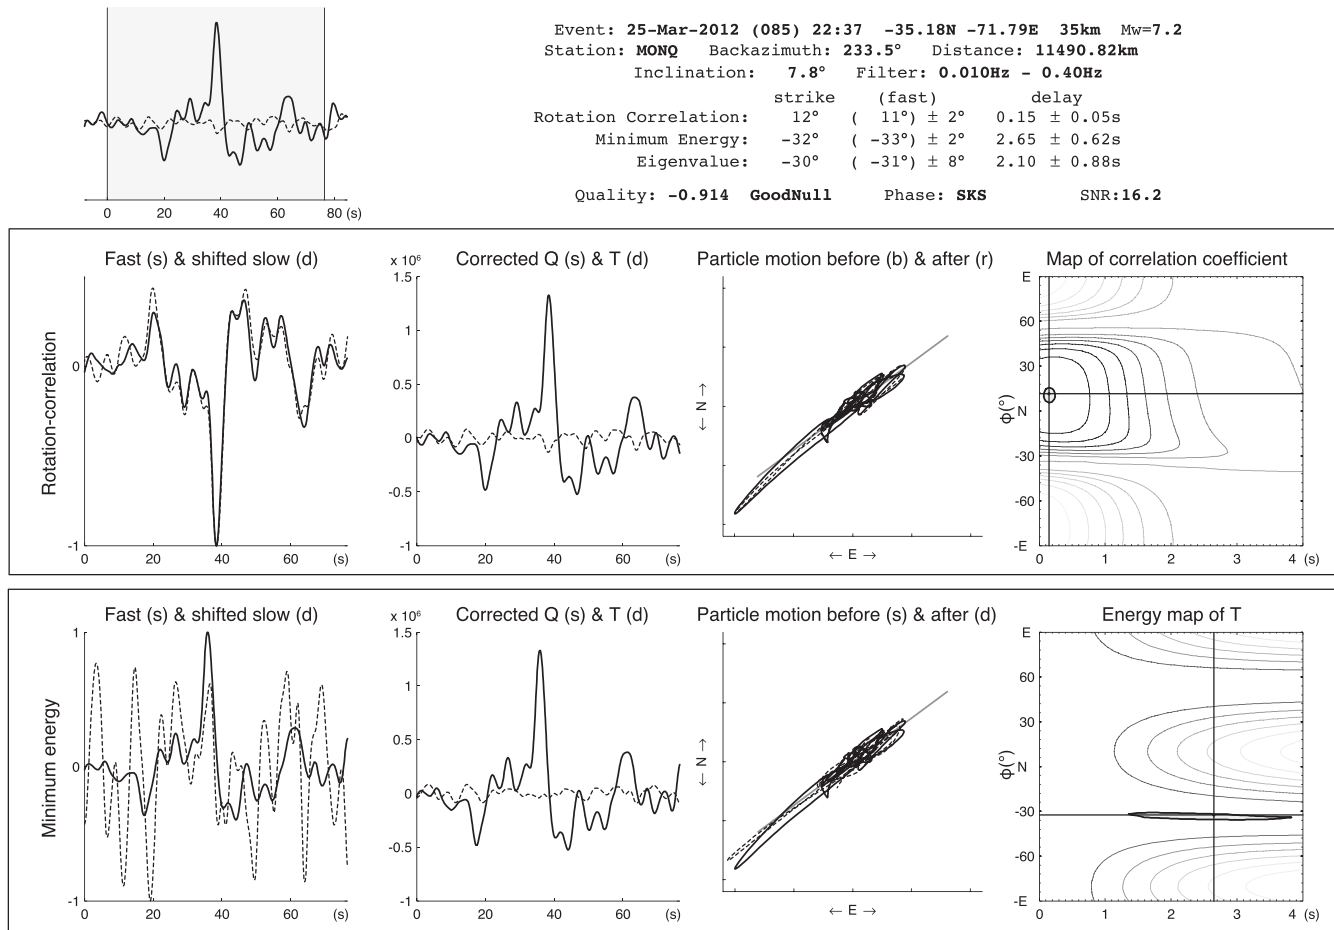 Event: 25-Mar-2012 (085) 22:37 -35.18N -71.79E 35km Mw=7.2
Station: MONQ Backazimuth: 233.5° Distance: 11490.82km
Inclination: 7.8° Filter: 0.010Hz - 0.40Hz
strike (fast) delay
Rotation Correlation: 12° ( 11°) ± 2° 0.15 ± 0.05s
Minimum Energy: -32° ( -33°) ± 2° 2.65 ± 0.62s
Eigenvalue: -30° ( -31°) ± 8° 2.10 ± 0.88s
Quality: -0.914 GoodNull Phase: SKS SNR:16.2
0 20 40 60 80 (s)
Rotation-correlation
Fast (s) & shifted slow (d)
0
-1
0 20 40 60 (s)
x 10⁶
Corrected Q (s) & T (d)
1.5
1
0.5
0
-0.5
-1
0 20 40 60 (s)
Particle motion before (b) & after (r)
← N →
← E →
Map of correlation coefficient
E
60
30
N
-30
-60
-E
ϕ(°)
0 1 2 3 4 (s)
Minimum energy
Fast (s) & shifted slow (d)
1
0
-1
0 20 40 60 (s)
x 10⁶
Corrected Q (s) & T (d)
1.5
1
0.5
0
-0.5
-1
0 20 40 60 (s)
Particle motion before (s) & after (d)
← N →
← E →
Energy map of T
E
60
30
N
-30
-60
-E
ϕ(°)
0 1 2 3 4 (s)